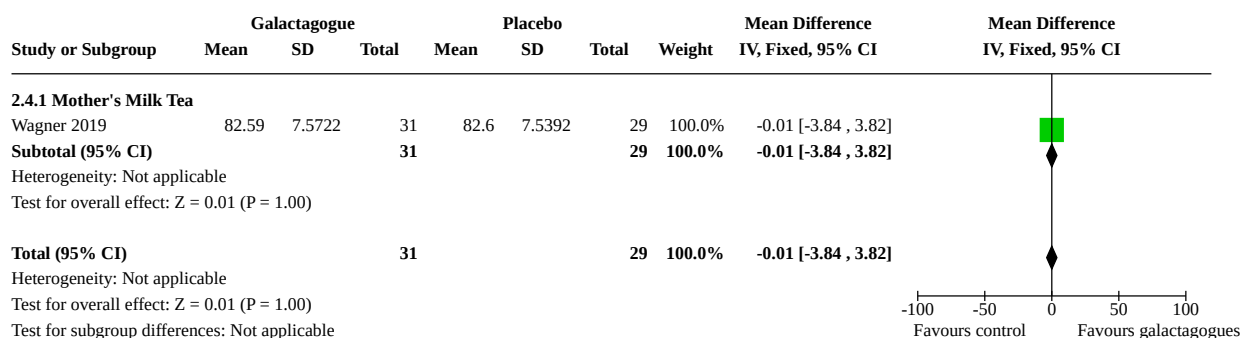 Galactagogue Placebo Mean Difference Mean Difference
Study or Subgroup Mean SD Total Mean SD Total Weight IV, Fixed, 95% CI IV, Fixed, 95% CI
2.4.1 Mother's Milk Tea
Wagner 2019 82.59 7.5722 31 82.6 7.5392 29 100.0% -0.01 [-3.84 , 3.82]
Subtotal (95% CI) 31 29 100.0% -0.01 [-3.84 , 3.82]
Heterogeneity: Not applicable
Test for overall effect: Z = 0.01 (P = 1.00)
Total (95% CI) 31 29 100.0% -0.01 [-3.84 , 3.82]
Heterogeneity: Not applicable
Test for overall effect: Z = 0.01 (P = 1.00) -100 -50 0 50 100
Test for subgroup differences: Not applicable Favours control Favours galactagogues